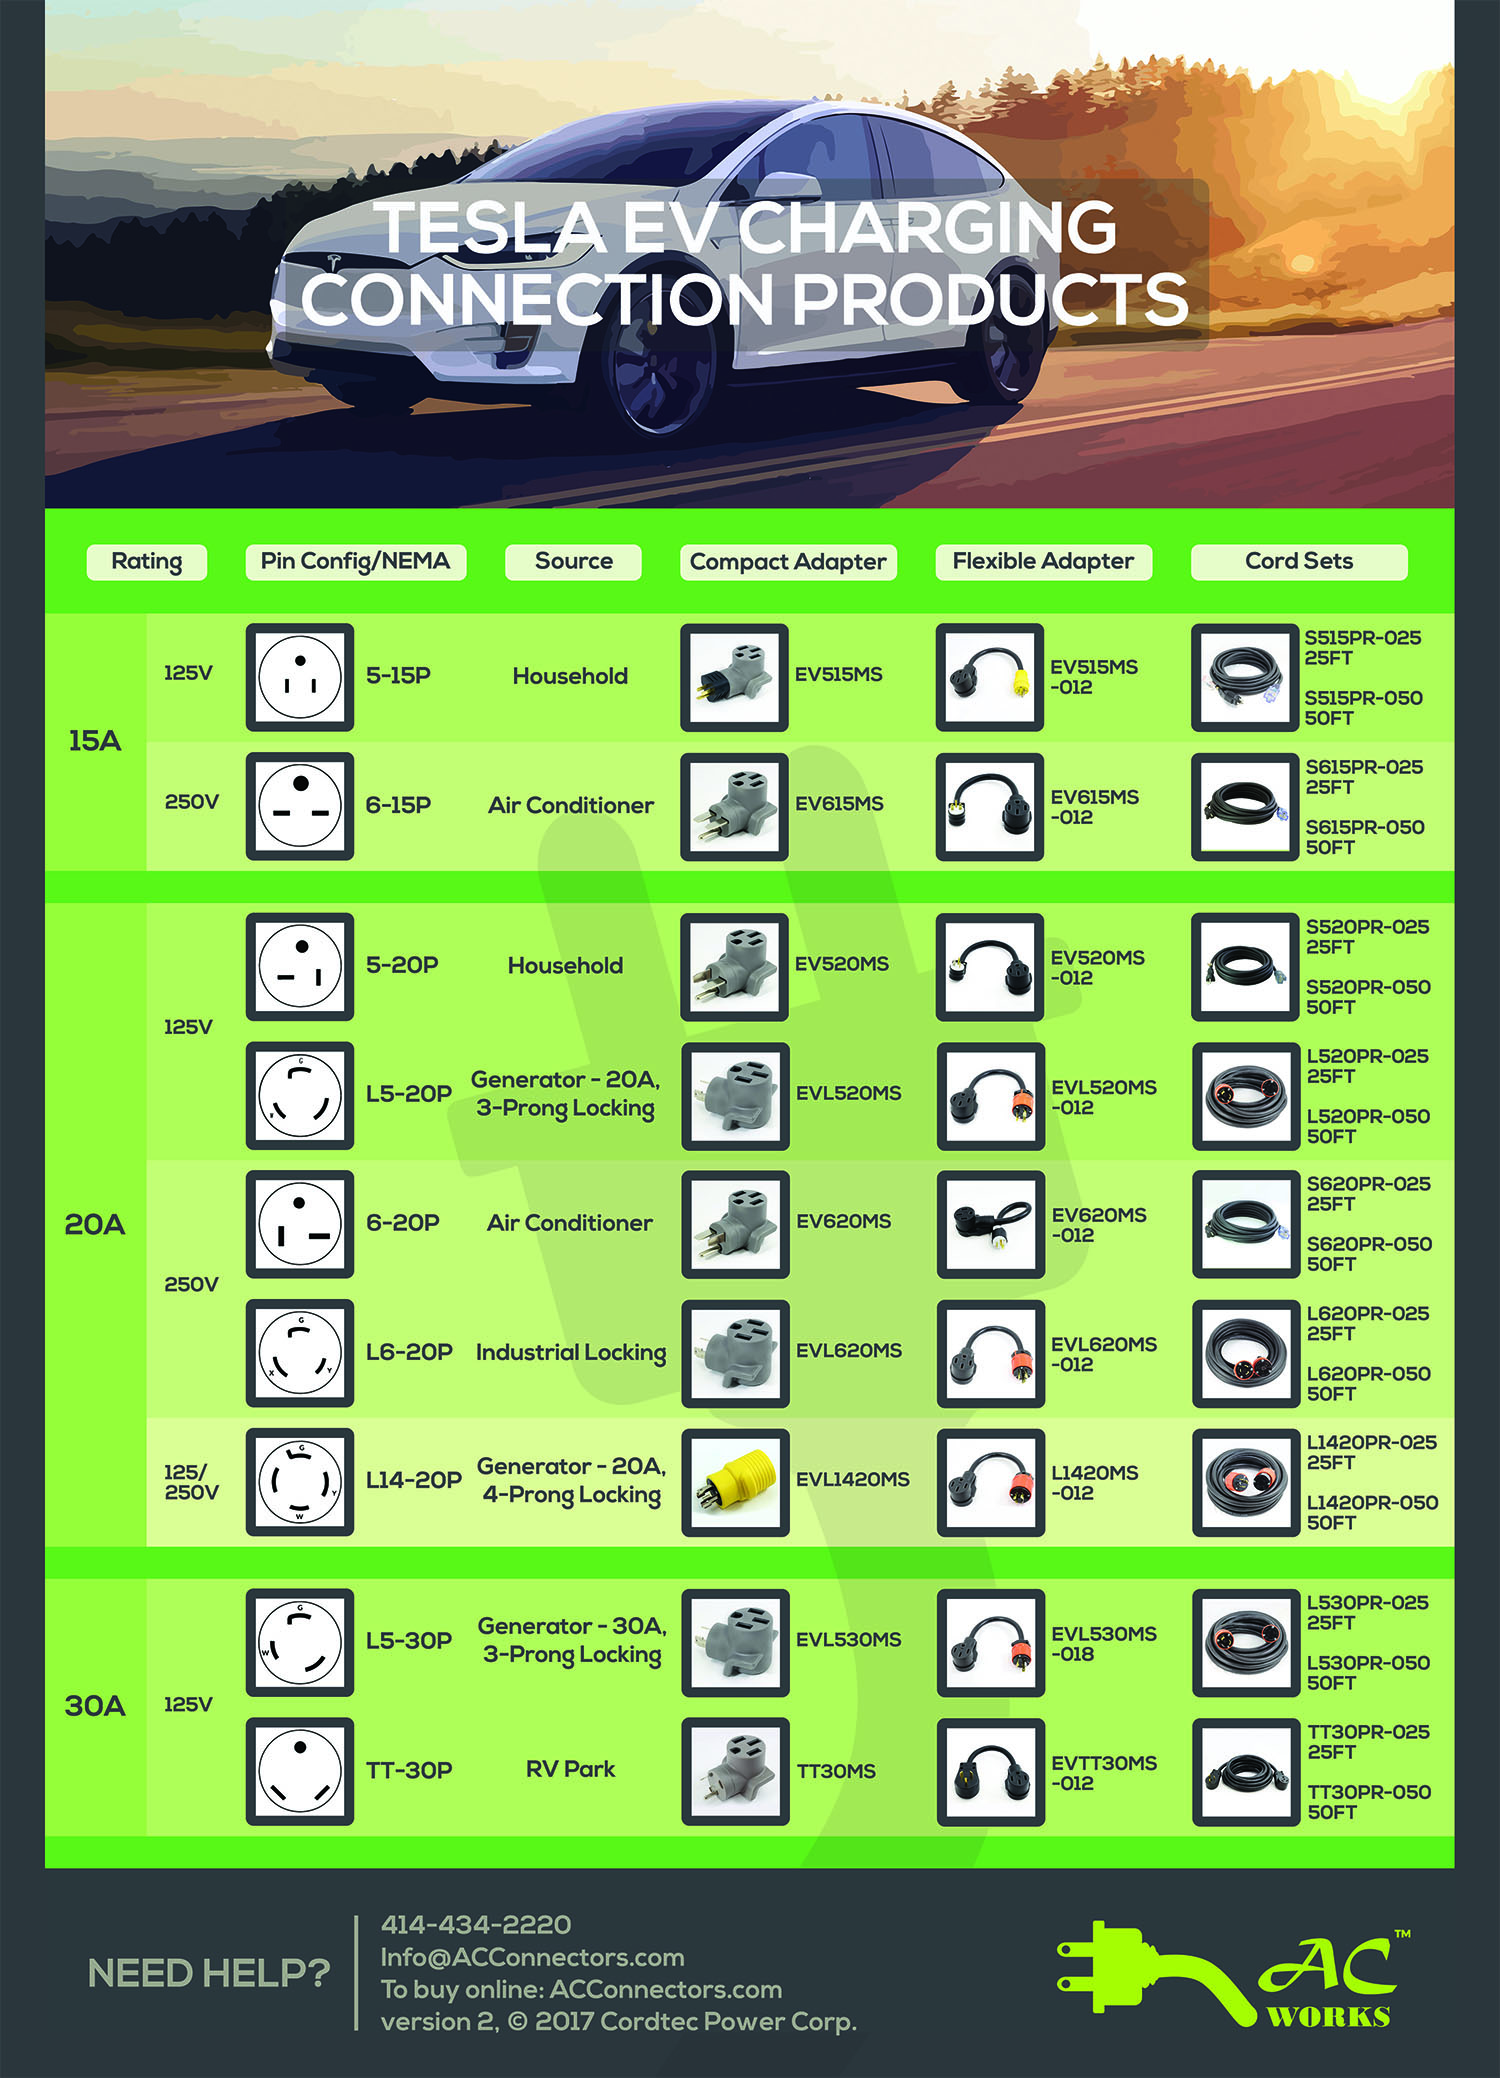 TESLA EV CHARGING
CONNECTION PRODUCTS
Rating
Pin Config/NEMA
Source
Compact Adapter
Flexible Adapter
Cord Sets
15A
125V
5-15P
Household
EV515MS
EV515MS
-012
S515PR-025
25FT
S515PR-050
50FT
250V
6-15P
Air Conditioner
EV615MS
EV615MS
-012
S615PR-025
25FT
S615PR-050
50FT
20A
125V
5-20P
Household
EV520MS
EV520MS
-012
S520PR-025
25FT
S520PR-050
50FT
G
W
L5-20P
Generator - 20A,
3-Prong Locking
EVL520MS
EVL520MS
-012
L520PR-025
25FT
L520PR-050
50FT
250V
6-20P
Air Conditioner
EV620MS
EV620MS
-012
S620PR-025
25FT
S620PR-050
50FT
G
X
Y
L6-20P
Industrial Locking
EVL620MS
EVL620MS
-012
L620PR-025
25FT
L620PR-050
50FT
125/
250V
G
Y
W
L14-20P
Generator - 20A,
4-Prong Locking
EVL1420MS
L1420MS
-012
L1420PR-025
25FT
L1420PR-050
50FT
30A
125V
G
W
L5-30P
Generator - 30A,
3-Prong Locking
EVL530MS
EVL530MS
-018
L530PR-025
25FT
L530PR-050
50FT
TT-30P
RV Park
TT30MS
EVTT30MS
-012
TT30PR-025
25FT
TT30PR-050
50FT
NEED HELP?
414-434-2220
Info@ACConnectors.com
To buy online: ACConnectors.com
version 2, © 2017 Cordtec Power Corp.
AC™
WORKS